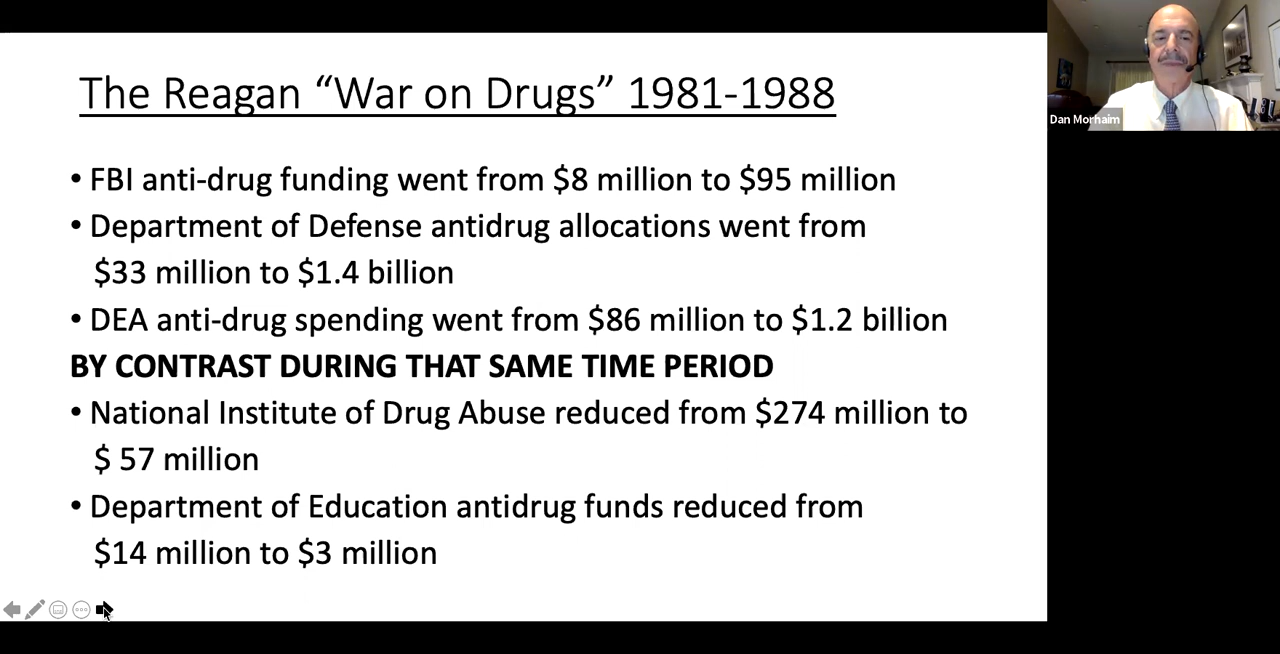 The Reagan “War on Drugs” 1981-1988
• FBI anti-drug funding went from $8 million to $95 million
• Department of Defense antidrug allocations went from
$33 million to $1.4 billion
• DEA anti-drug spending went from $86 million to $1.2 billion
BY CONTRAST DURING THAT SAME TIME PERIOD
• National Institute of Drug Abuse reduced from $274 million to
$ 57 million
• Department of Education antidrug funds reduced from
$14 million to $3 million
Dan Morhaim